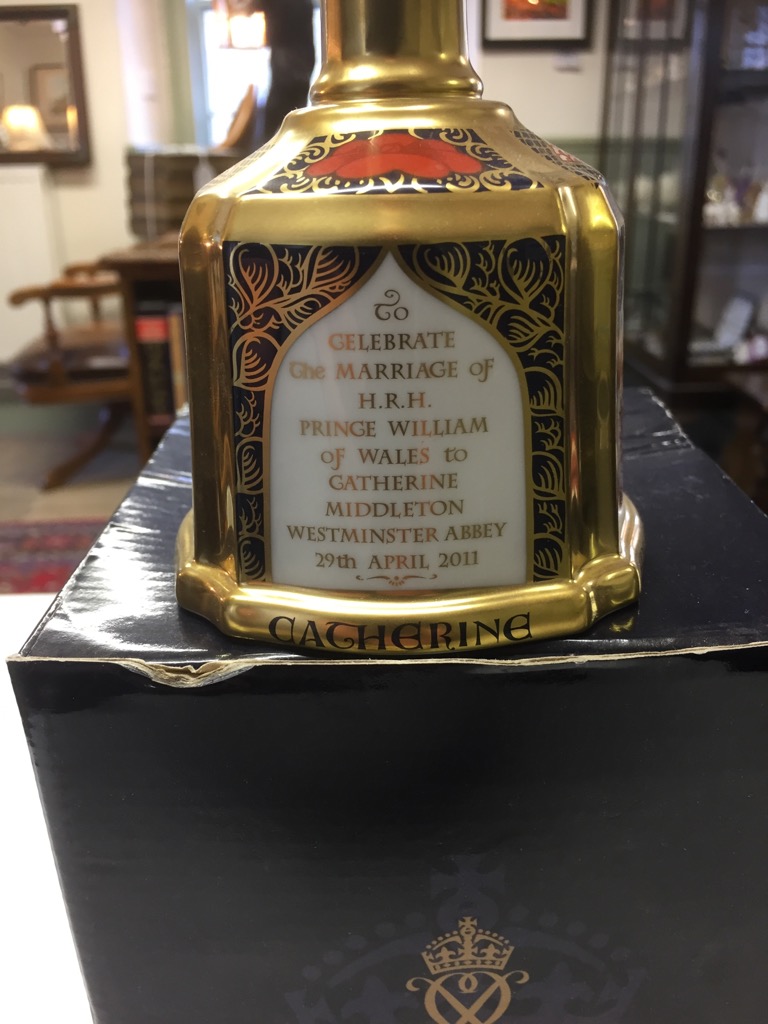 To
CELEBRATE
the MARRIAGE of
H.R.H.
PRINCE WILLIAM
of WALES to
CATHERINE
MIDDLETON
WESTMINSTER ABBEY
29th APRIL 2011
CATHERINE